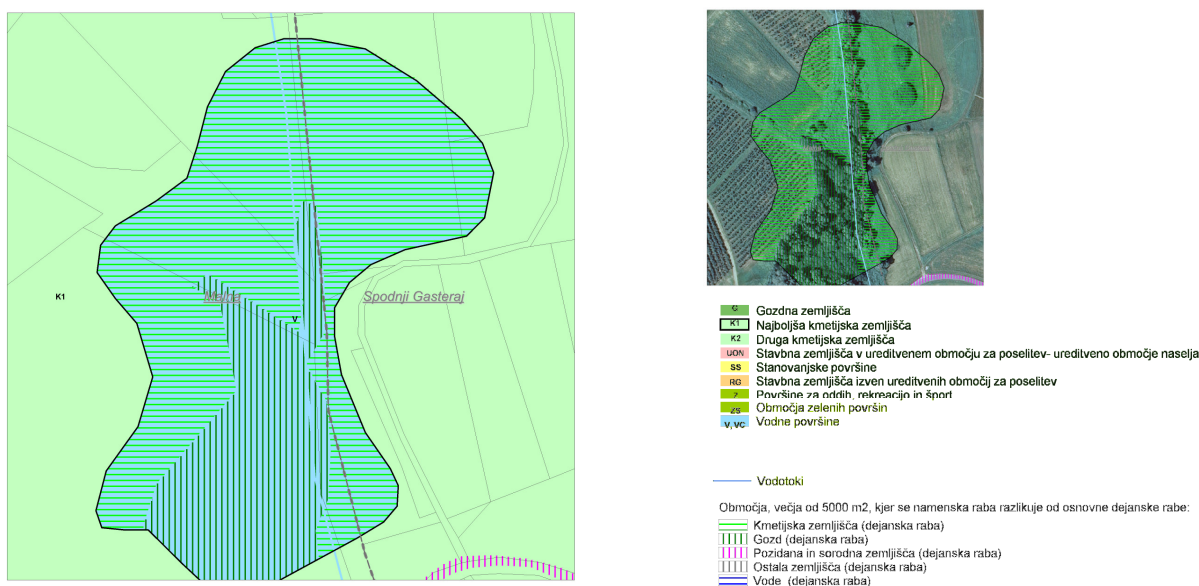 K1
Malna
Spodnji Gasteraj
V
G Gozdna zemljišča
K1 Najboljša kmetijska zemljišča
K2 Druga kmetijska zemljišča
UON Stavbna zemljišča v ureditvenem območju za poselitev- ureditveno območje naselja
SS Stanovanjske površine
RG Stavbna zemljišča izven ureditvenih območij za poselitev
Z Površine za oddih, rekreacijo in šport
ZS Območja zelenih površin
V, VC Vodne površine
Vodotoki
Območja, večja od 5000 m2, kjer se namenska raba razlikuje od osnovne dejanske rabe:
Kmetijska zemljišča (dejanska raba)
Gozd (dejanska raba)
Pozidana in sorodna zemljišča (dejanska raba)
Ostala zemljišča (dejanska raba)
Vode (dejanska raba)